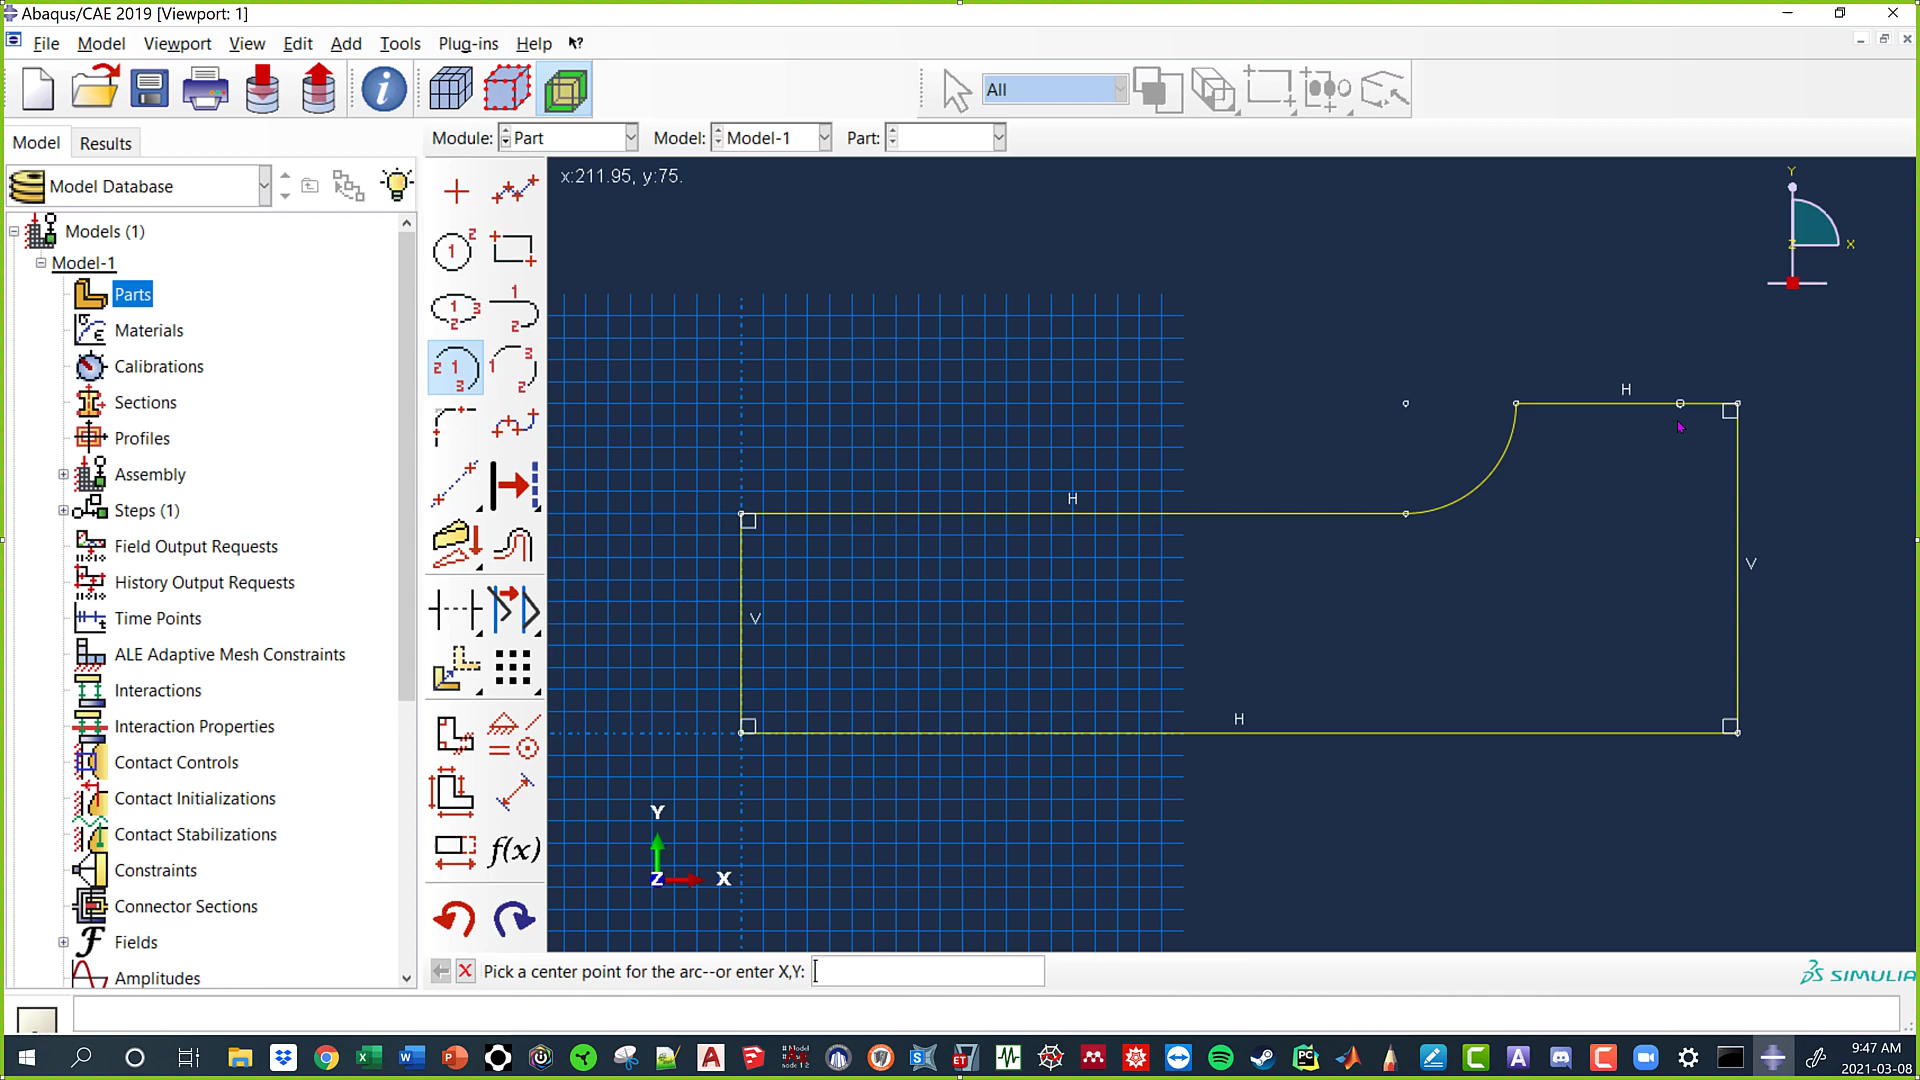 Abaqus/CAE 2019 [Viewport: 1]
File Model Viewport View Edit Add Tools Plug-ins Help
All
Model Results
Module: Part Model: Model-1 Part:
Model Database
x:211.95, y:75.
Models (1)
Model-1
Parts
Materials
Calibrations
Sections
Profiles
Assembly
Steps (1)
Field Output Requests
History Output Requests
Time Points
ALE Adaptive Mesh Constraints
Interactions
Interaction Properties
Contact Controls
Contact Initializations
Contact Stabilizations
Constraints
Connector Sections
Fields
Amplitudes
f(x)
Y
Z
X
H
H
V
V
H
Y
Z X
Pick a center point for the arc--or enter X,Y:
SIMULIA
9:47 AM
2021-03-08